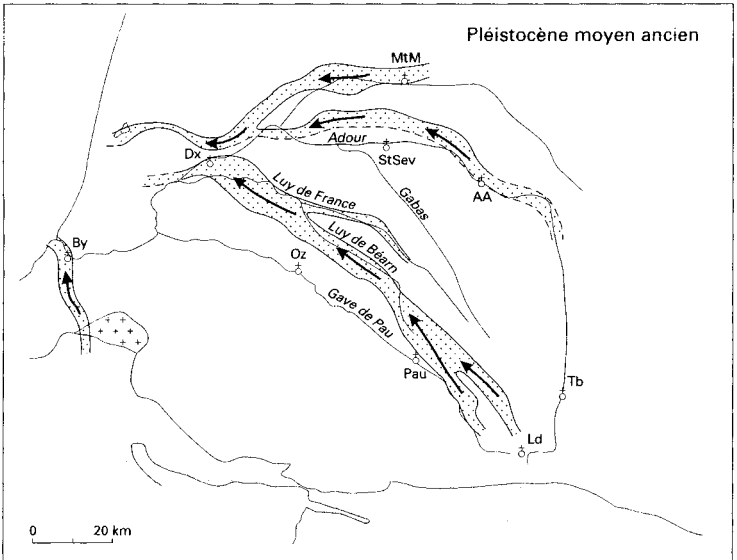 Pléistocène moyen ancien
MtM
Adour
StSev
Dx
Luy de France
Gabas
AA
By
Luy de Béarn
Oz
Gave de Pau
Pau
Tb
Ld
0 20 km